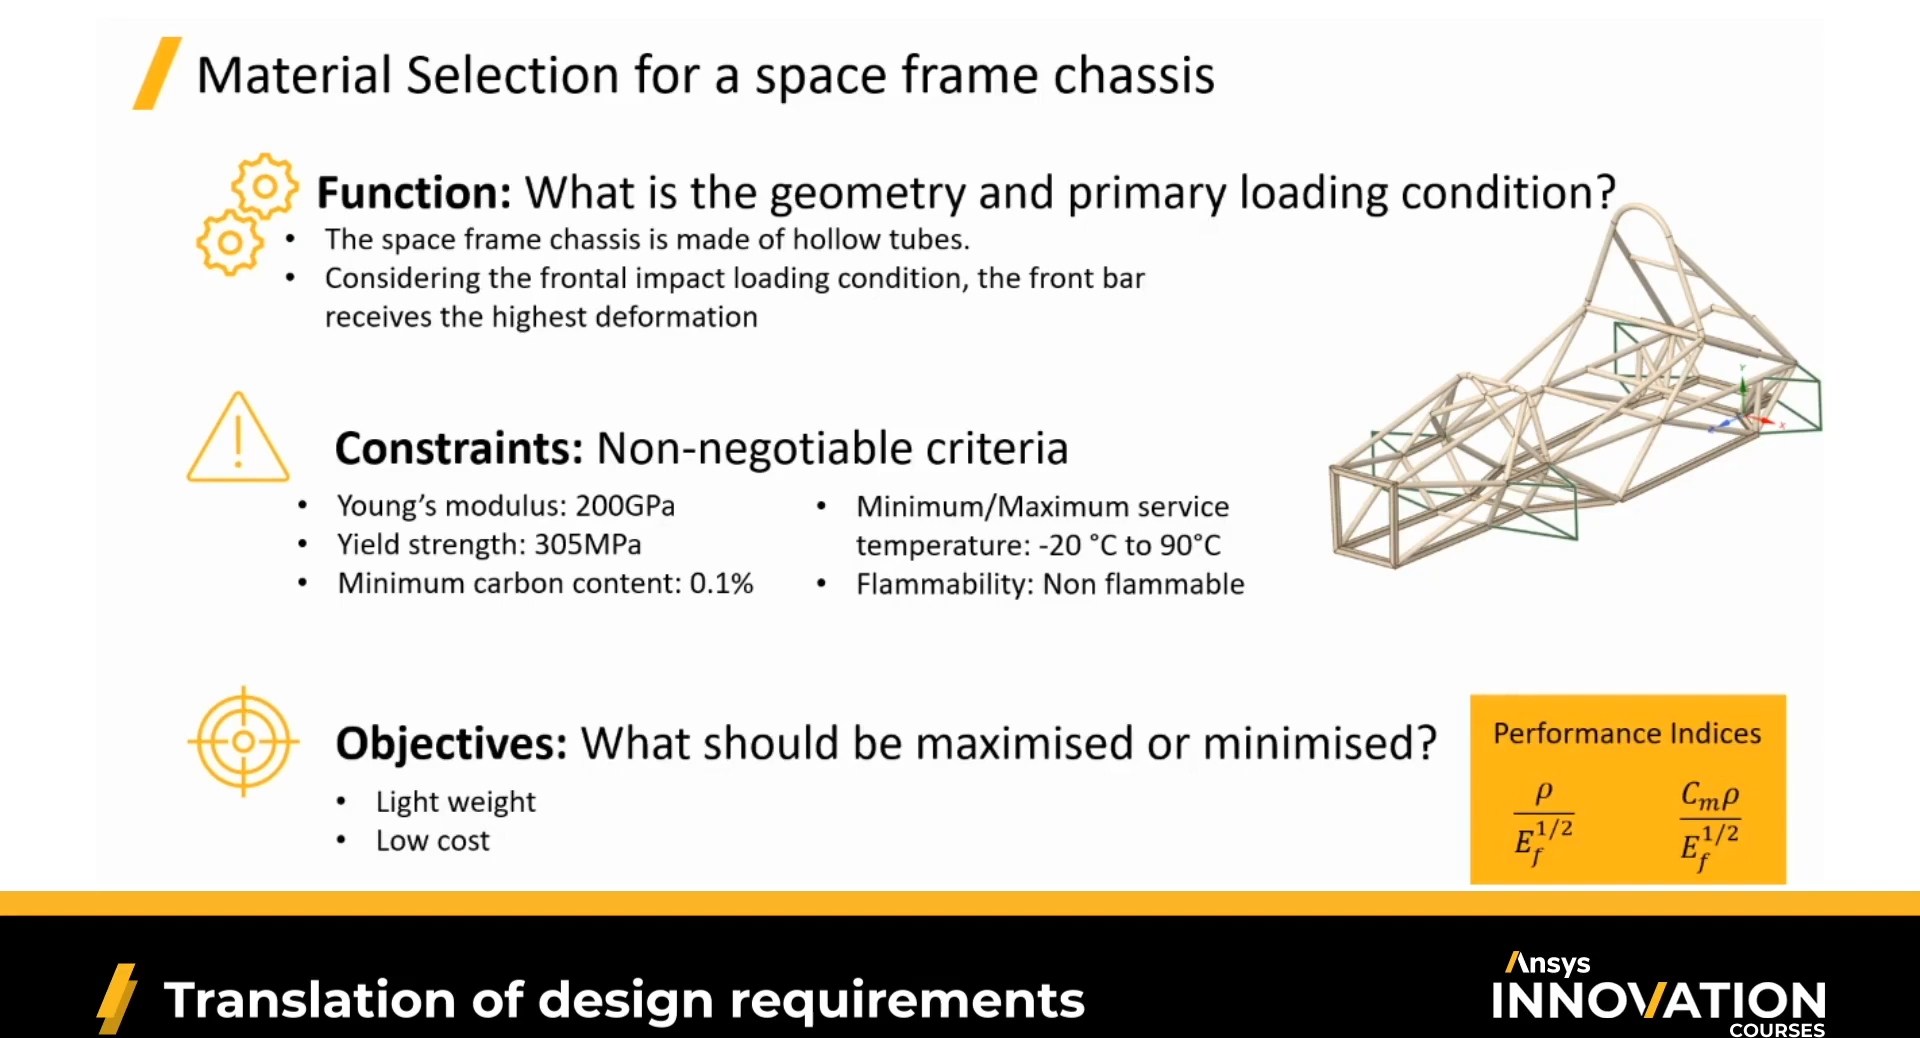 Material Selection for a space frame chassis
Function: What is the geometry and primary loading condition?
• The space frame chassis is made of hollow tubes.
• Considering the frontal impact loading condition, the front bar
receives the highest deformation
Constraints: Non-negotiable criteria
• Young's modulus: 200GPa
• Yield strength: 305MPa
• Minimum carbon content: 0.1%
• Minimum/Maximum service
temperature: -20 °C to 90°C
• Flammability: Non flammable
Y
X
Z
Objectives: What should be maximised or minimised?
• Light weight
• Low cost
Performance Indices
ρ / E_f^1/2
C_mρ / E_f^1/2
Translation of design requirements
Ansys
INNOVATION
COURSES